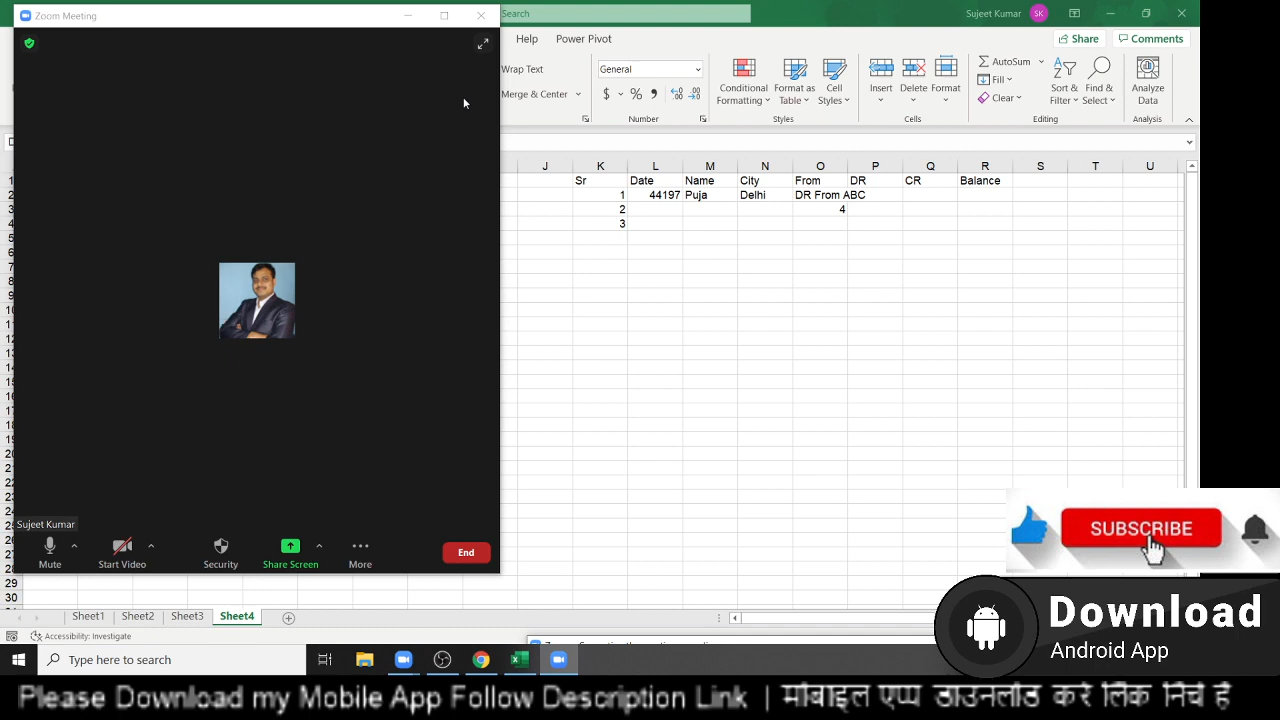 Zoom Meeting
Search
Sujeet Kumar
SK
Help
Power Pivot
Share
Comments
Wrap Text
General
Merge & Center
$ % 9
Conditional Formatting
Format as Table
Cell Styles
Insert
Delete
Format
AutoSum
Fill
Clear
Sort & Filter
Find & Select
Analyze Data
Number
Styles
Cells
Editing
Analysis
J K L M N O P Q R S T U
Sr Date Name City From DR CR Balance
1 44197 Puja Delhi DR From ABC
2 4
3
29
30
Sujeet Kumar
Mute
Start Video
Security
Share Screen
More
End
SUBSCRIBE
Sheet1 Sheet2 Sheet3 Sheet4
Accessibility: Investigate
Type here to search
Download
Android App
Please Download my Mobile App Follow Description Link | मोबाइल एप्प डाउनलोड करे लिंक निचे है